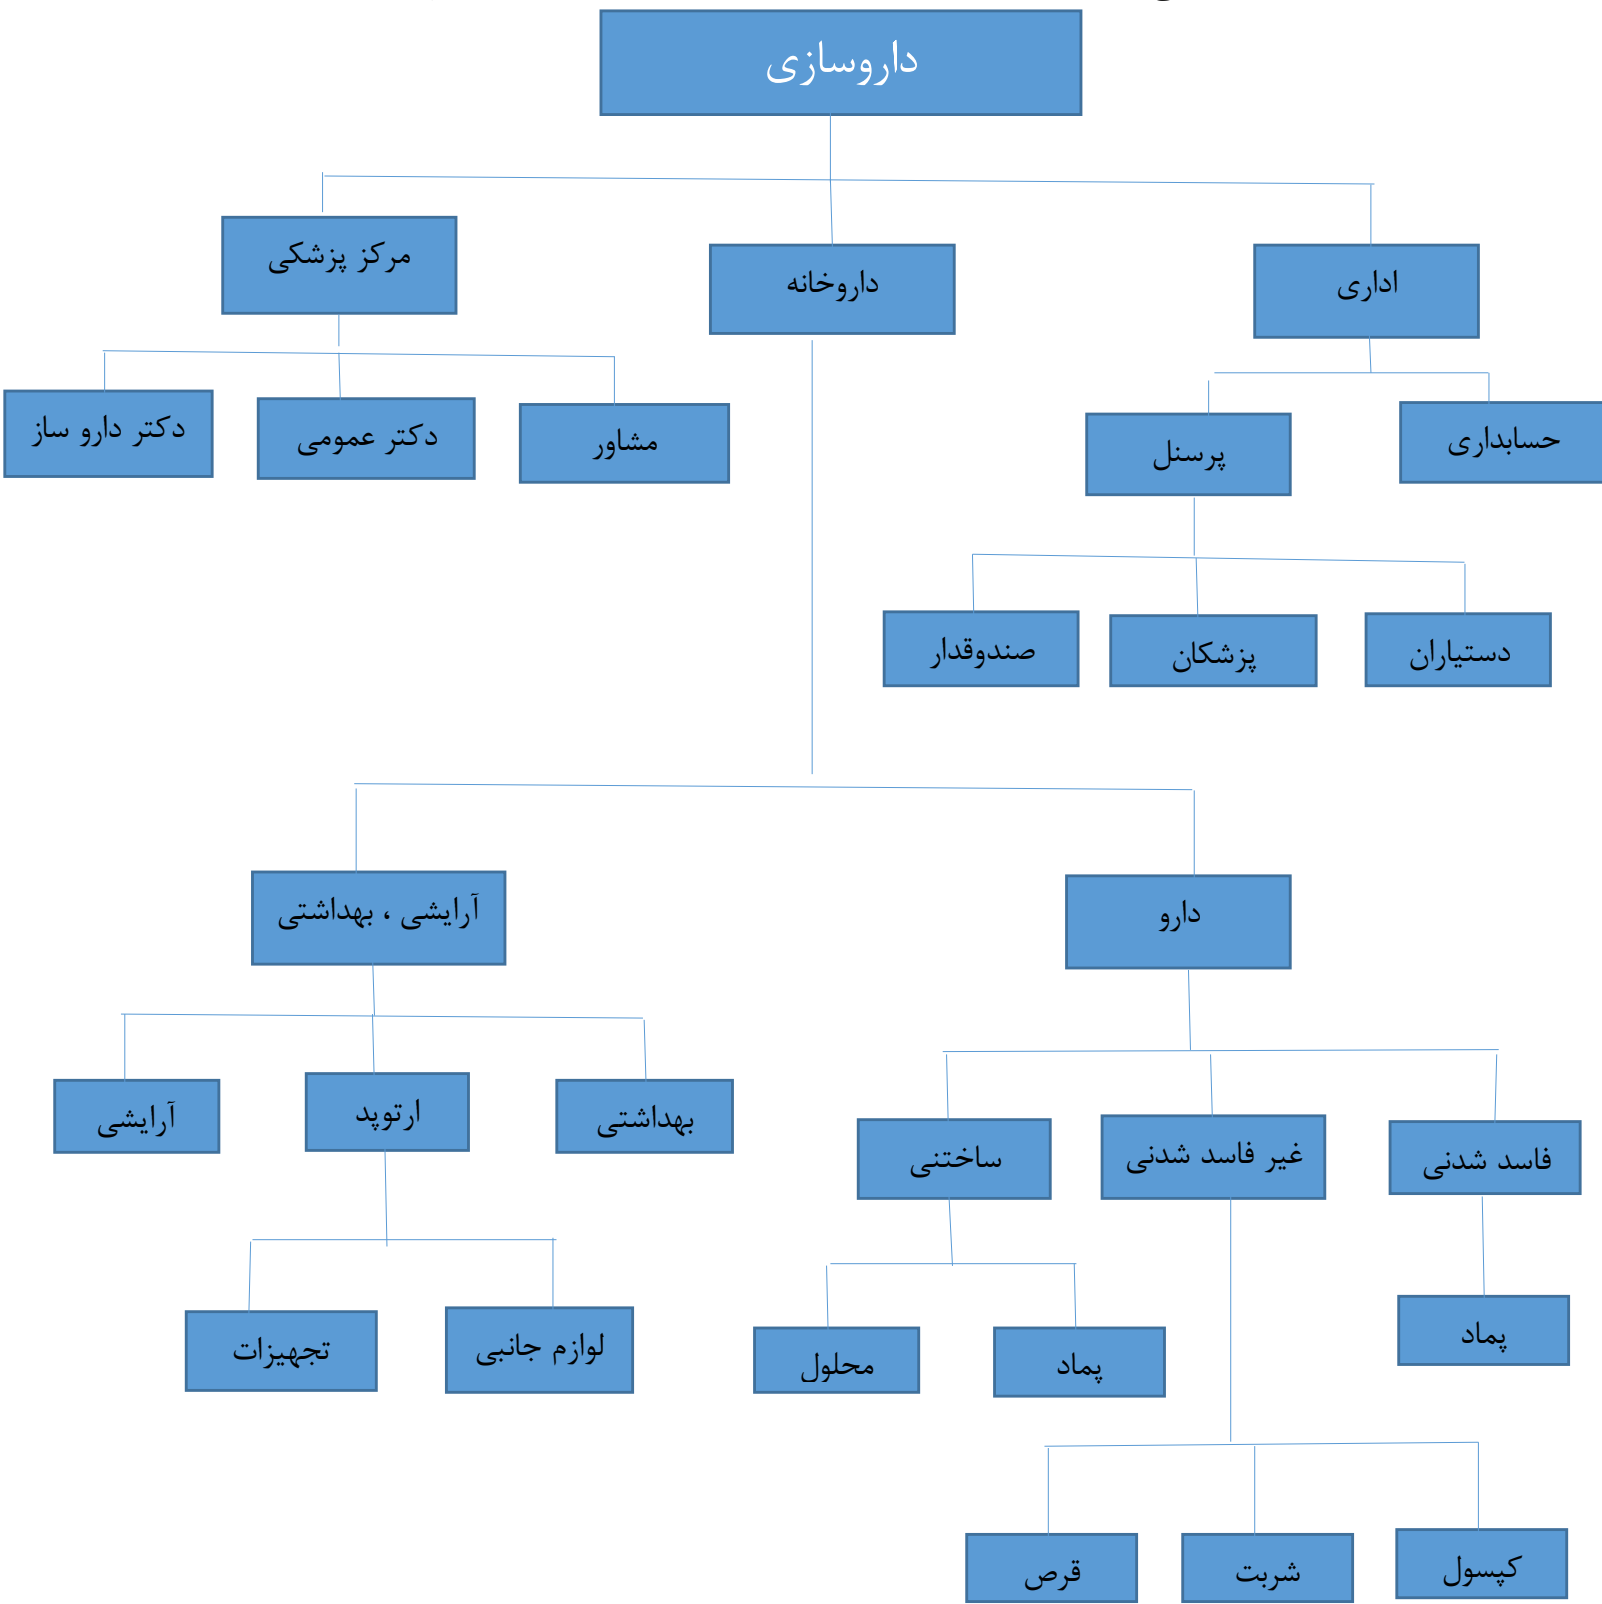 داروسازی
اداری
داروخانه
مرکز پزشکی
حسابداری
پرسنل
مشاور
دکتر عمومی
دکتر دارو ساز
دستیاران
پزشکان
صندوقدار
دارو
آرایشی ، بهداشتی
فاسد شدنی
غیر فاسد شدنی
ساختنی
بهداشتی
ارتوپد
آرایشی
پماد
پماد
محلول
لوازم جانبی
تجهیزات
کپسول
شربت
قرص